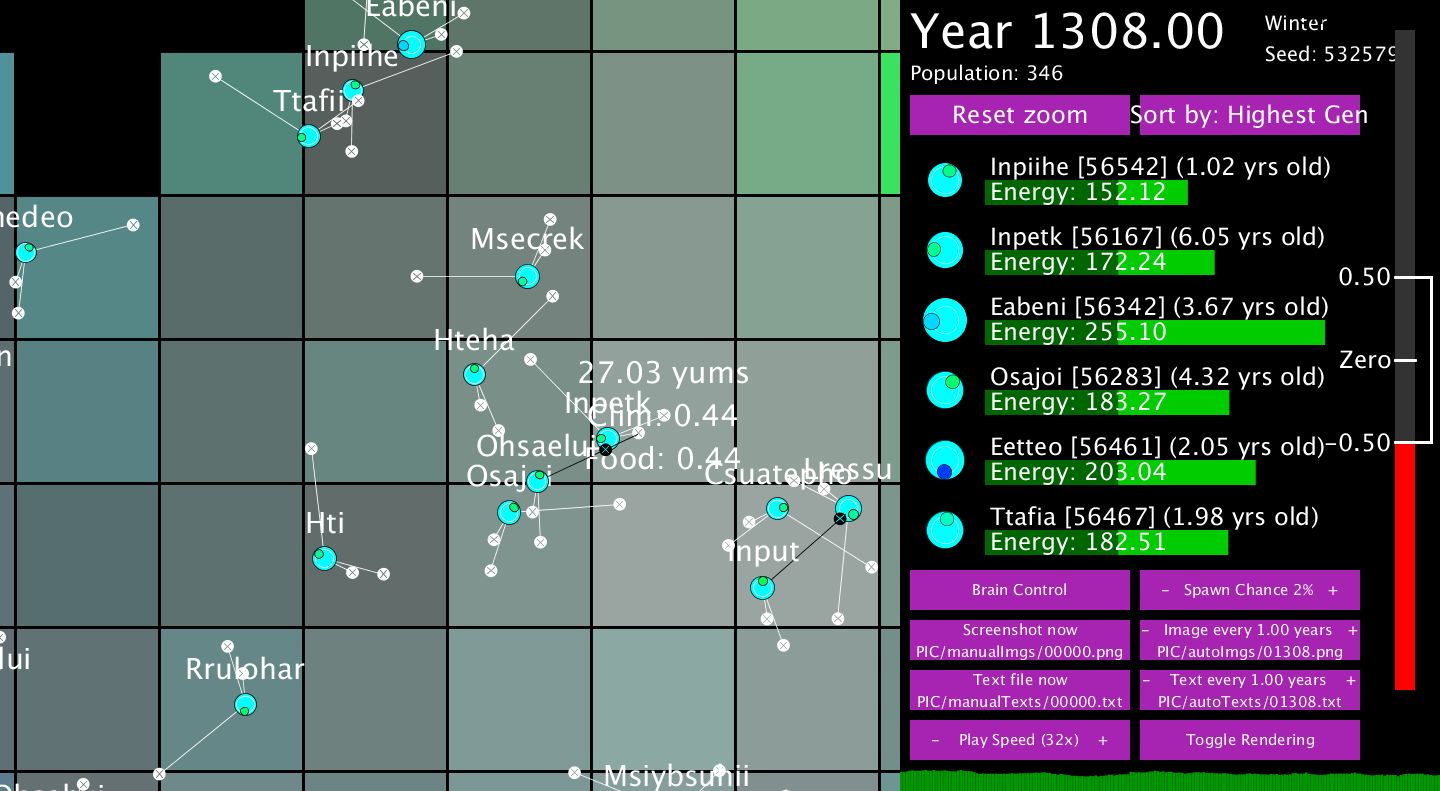 Eabeni
Inpiihe
Ttafii
nedeo
Msecrek
Hteha
27.03 yums
Inpetk
Clim: 0.44
Ohsaelui
Food: 0.44
Osajoi
Csuatepho
Lressu
Hti
Input
lui
Rrulohar
Msiybsunii
Year 1308.00
Winter
Seed: 532579
Population: 346
Reset zoom
Sort by: Highest Gen
Inpiihe [56542] (1.02 yrs old)
Energy: 152.12
Inpetk [56167] (6.05 yrs old)
Energy: 172.24
Eabeni [56342] (3.67 yrs old)
Energy: 255.10
Osajoi [56283] (4.32 yrs old)
Energy: 183.27
Eetteo [56461] (2.05 yrs old)
Energy: 203.04
Ttafia [56467] (1.98 yrs old)
Energy: 182.51
0.50
Zero
-0.50
Brain Control
- Spawn Chance 2% +
Screenshot now
PIC/manualImgs/00000.png
- Image every 1.00 years +
PIC/autoImgs/01308.png
Text file now
PIC/manualTexts/00000.txt
- Text every 1.00 years +
PIC/autoTexts/01308.txt
- Play Speed (32x) +
Toggle Rendering